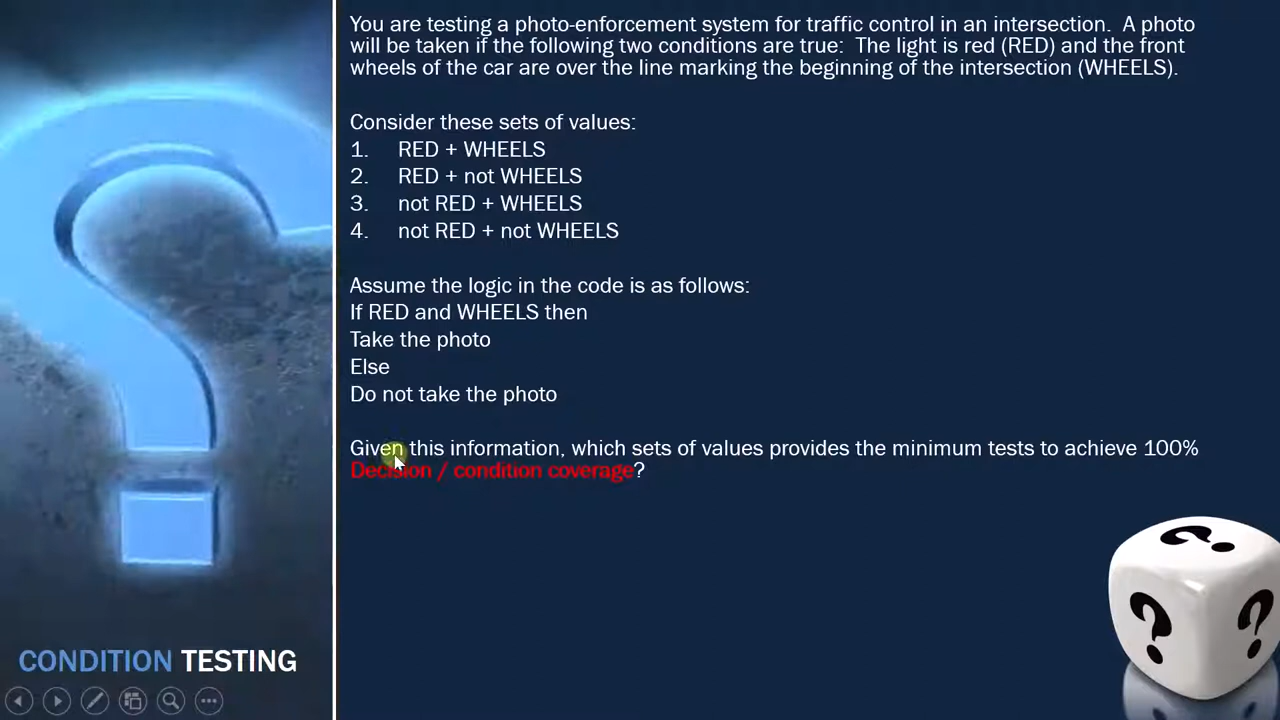 You are testing a photo-enforcement system for traffic control in an intersection.  A photo
will be taken if the following two conditions are true:  The light is red (RED) and the front
wheels of the car are over the line marking the beginning of the intersection (WHEELS).
Consider these sets of values:
1. RED + WHEELS
2. RED + not WHEELS
3. not RED + WHEELS
4. not RED + not WHEELS
Assume the logic in the code is as follows:
If RED and WHEELS then
Take the photo
Else
Do not take the photo
Given this information, which sets of values provides the minimum tests to achieve 100%
Decision / condition coverage?
CONDITION TESTING